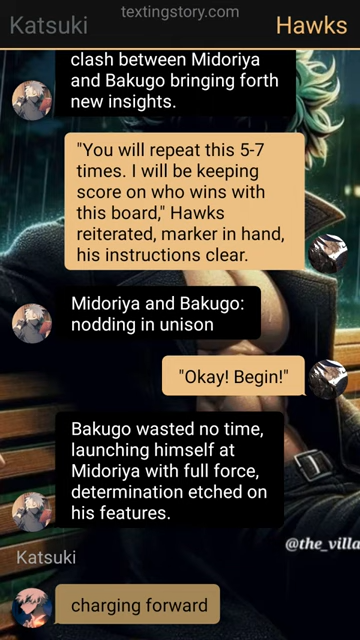 textingstory.com
Katsuki
Hawks
clash between Midoriya
and Bakugo bringing forth
new insights.
"You will repeat this 5-7
times. I will be keeping
score on who wins with
this board," Hawks
reiterated, marker in hand,
his instructions clear.
Midoriya and Bakugo:
nodding in unison
"Okay! Begin!"
Bakugo wasted no time,
launching himself at
Midoriya with full force,
determination etched on
his features.
@the_villa
Katsuki
charging forward